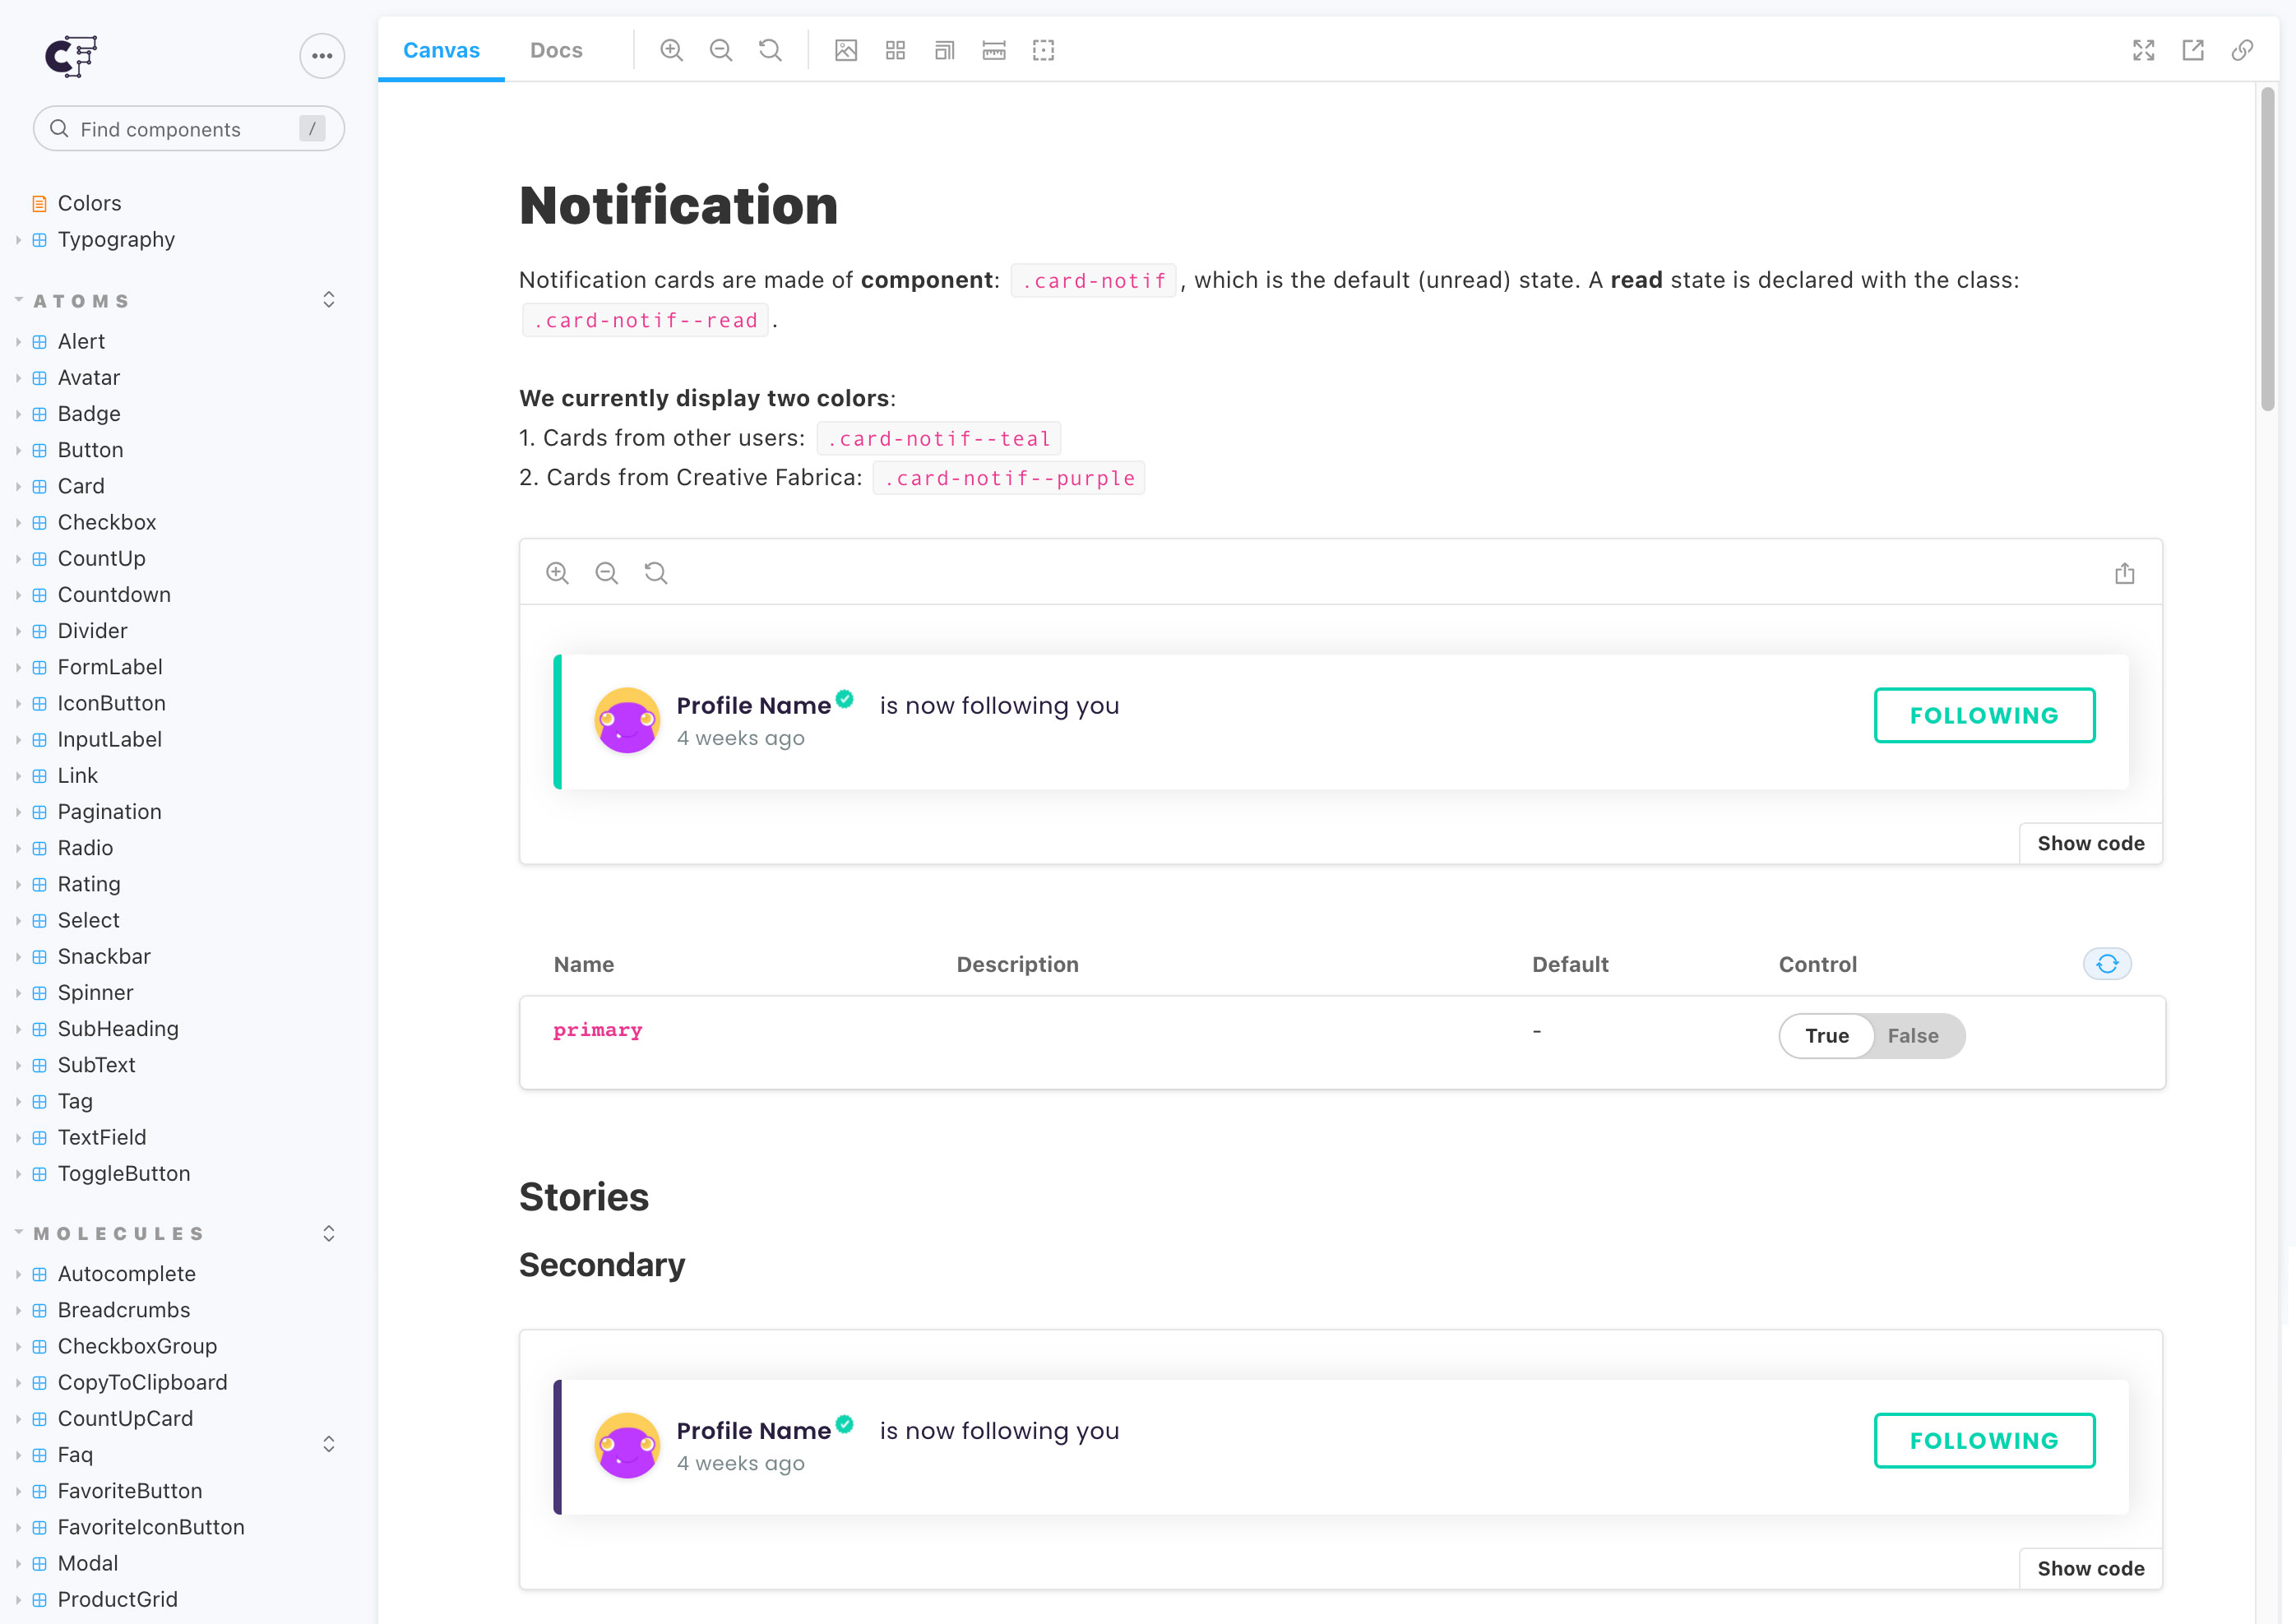 Find components
/
Colors
Typography
ATOMS
Alert
Avatar
Badge
Button
Card
Checkbox
CountUp
Countdown
Divider
FormLabel
IconButton
InputLabel
Link
Pagination
Radio
Rating
Select
Snackbar
Spinner
SubHeading
SubText
Tag
TextField
ToggleButton
MOLECULES
Autocomplete
Breadcrumbs
CheckboxGroup
CopyToClipboard
CountUpCard
Faq
FavoriteButton
FavoriteIconButton
Modal
ProductGrid
Canvas Docs
Notification
Notification cards are made of component: .card-notif, which is the default (unread) state. A read state is declared with the class:
.card-notif--read.
We currently display two colors:
1. Cards from other users: .card-notif--teal
2. Cards from Creative Fabrica: .card-notif--purple
Profile Name is now following you
4 weeks ago
FOLLOWING
Show code
Name Description Default Control
primary - True False
Stories
Secondary
Profile Name is now following you
4 weeks ago
FOLLOWING
Show code